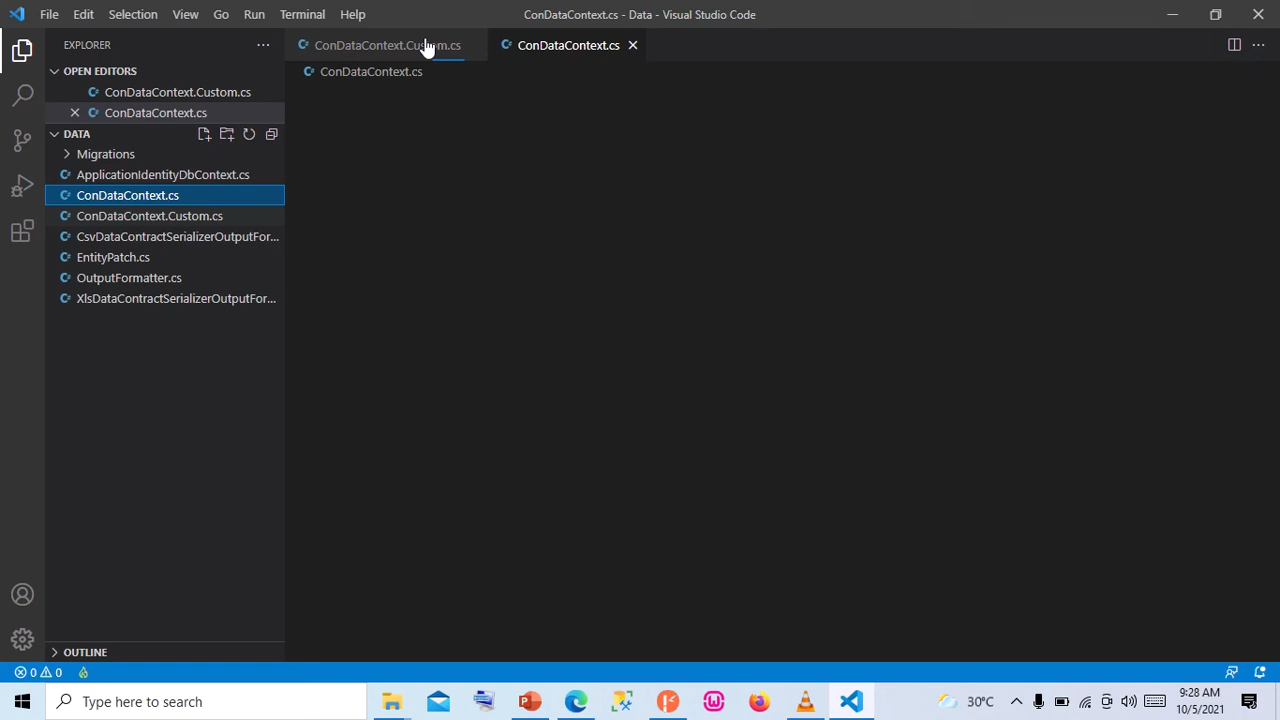 File Edit Selection View Go Run Terminal Help
ConDataContext.cs - Data - Visual Studio Code
EXPLORER
ConDataContext.Custom.cs
ConDataContext.cs
OPEN EDITORS
ConDataContext.cs
ConDataContext.Custom.cs
ConDataContext.cs
DATA
Migrations
ApplicationIdentityDbContext.cs
ConDataContext.cs
ConDataContext.Custom.cs
CsvDataContractSerializerOutputFor...
EntityPatch.cs
OutputFormatter.cs
XlsDataContractSerializerOutputFor...
OUTLINE
0 0
Type here to search
30°C
9:28 AM
10/5/2021